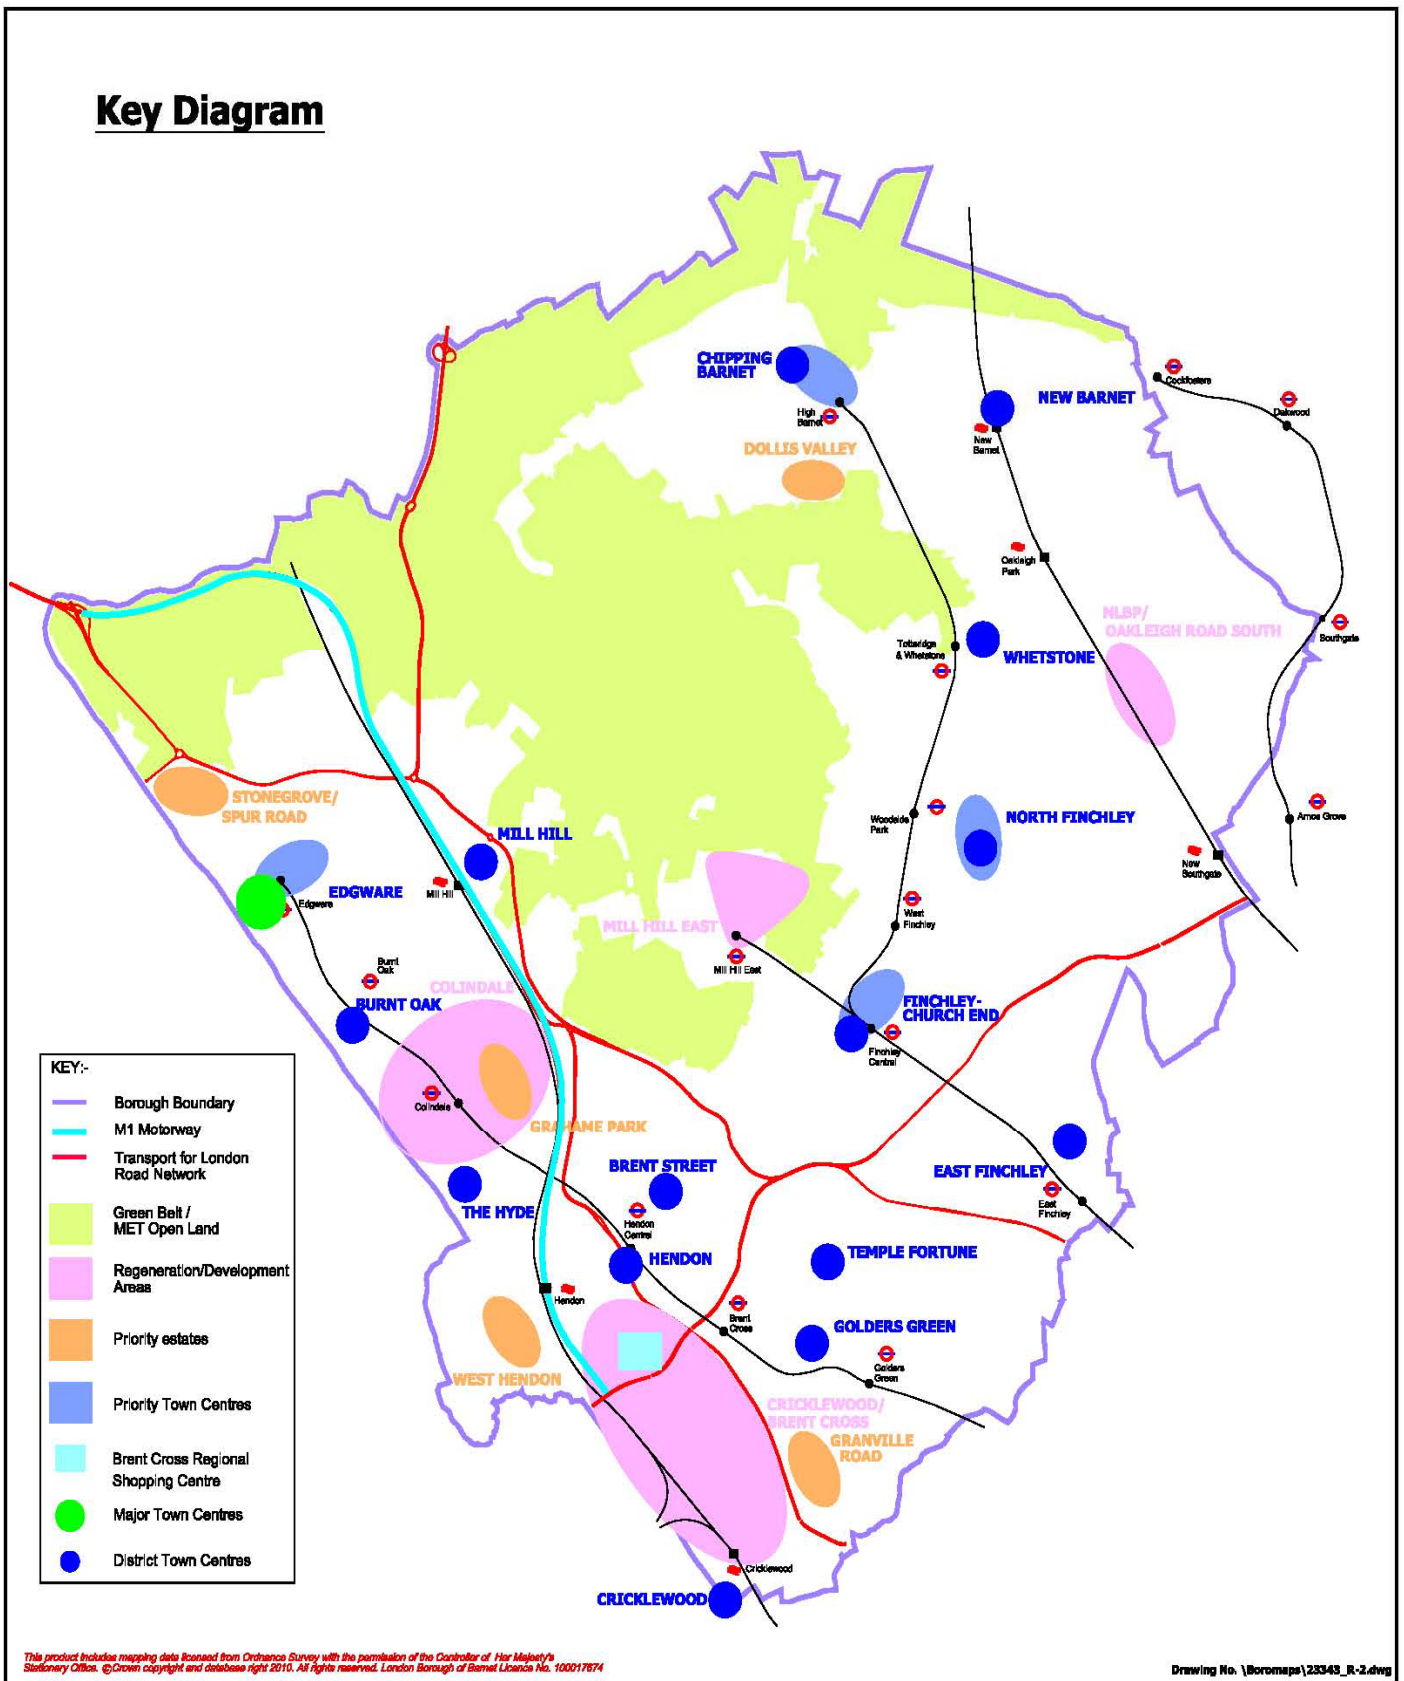 Key Diagram
CHIPPING
BARNET
High
Barnet
NEW BARNET
New
Barnet
Cockfosters
Oakwood
DOLLIS VALLEY
Oakleigh
Park
NLBP/
OAKLEIGH ROAD SOUTH
Southgate
Totteridge
& Whetstone
WHETSTONE
STONEGROVE/
SPUR ROAD
MILL HILL
Mill Hill
Woodside
Park
NORTH FINCHLEY
Arnos Grove
New
Southgate
EDGWARE
Edgware
MILL HILL EAST
Mill Hill East
West
Finchley
Burnt
Oak
BURNT OAK
COLINDALE
FINCHLEY-
CHURCH END
Finchley
Central
Colindale
GRAHAME PARK
BRENT STREET
EAST FINCHLEY
East
Finchley
THE HYDE
Hendon
Central
HENDON
TEMPLE FORTUNE
Hendon
Brent
Cross
GOLDERS GREEN
Golders
Green
WEST HENDON
CRICKLEWOOD/
BRENT CROSS
GRANVILLE
ROAD
Cricklewood
CRICKLEWOOD
KEY:-
Borough Boundary
M1 Motorway
Transport for London
Road Network
Green Belt /
MET Open Land
Regeneration/Development
Areas
Priority estates
Priority Town Centres
Brent Cross Regional
Shopping Centre
Major Town Centres
District Town Centres
This product includes mapping data licensed from Ordnance Survey with the permission of the Controller of Her Majesty's
Stationery Office. © Crown copyright and database right 2010. All rights reserved. London Borough of Barnet Licence No. 100017674
Drawing No. \Boromaps\23343_R-2.dwg